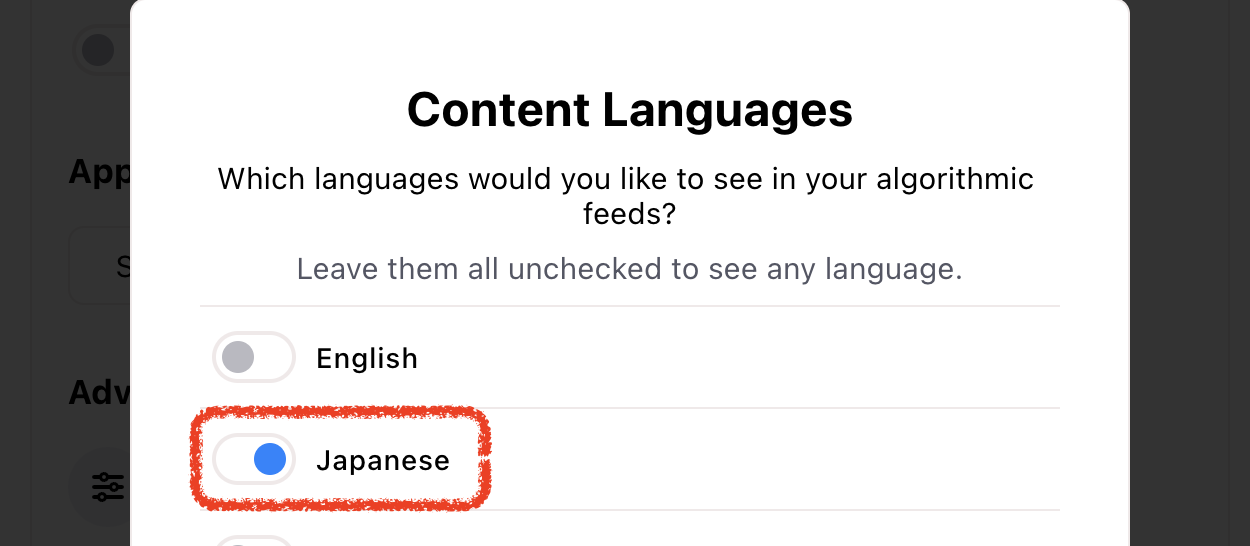 Content Languages
Which languages would you like to see in your algorithmic
feeds?
Leave them all unchecked to see any language.
English
Japanese
App
S
Adv